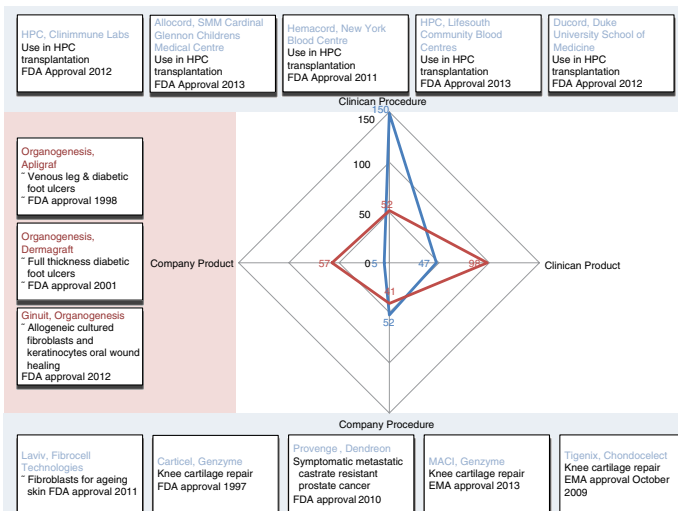 HPC, Clinimmune Labs
Use in HPC
transplantation
FDA Approval 2012
Allocord, SMM Cardinal
Glennon Childrens
Medical Centre
Use in HPC
transplantation
FDA Approval 2013
Hemacord, New York
Blood Centre
Use in HPC
transplantation
FDA Approval 2011
HPC, Lifesouth
Community Blood
Centres
Use in HPC
transplantation
FDA Approval 2013
Ducord, Duke
University School of
Medicine
Use in HPC
transplantation
FDA Approval 2012
Clinican Procedure
150
150
100
50
52
0
5
47
98
57
41
52
Company Product
Clinican Product
Company Procedure
Organogenesis,
Apligraf
˜ Venous leg & diabetic
foot ulcers
˜ FDA approval 1998
Organogenesis,
Dermagraft
˜ Full thickness diabetic
foot ulcers
˜ FDA approval 2001
Ginuit, Organogenesis
˜ Allogeneic cultured
fibroblasts and
keratinocytes oral wound
healing
FDA approval 2012
Laviv, Fibrocell
Technologies
˜ Fibroblasts for ageing
skin FDA approval 2011
Carticel, Genzyme
Knee cartilage repair
FDA approval 1997
Provenge , Dendreon
Symptomatic metastatic
castrate resistant
prostate cancer
FDA approval 2010
MACI, Genzyme
Knee cartilage repair
EMA approval 2013
Tigenix, Chondocelect
Knee cartilage repair
EMA approval October
2009